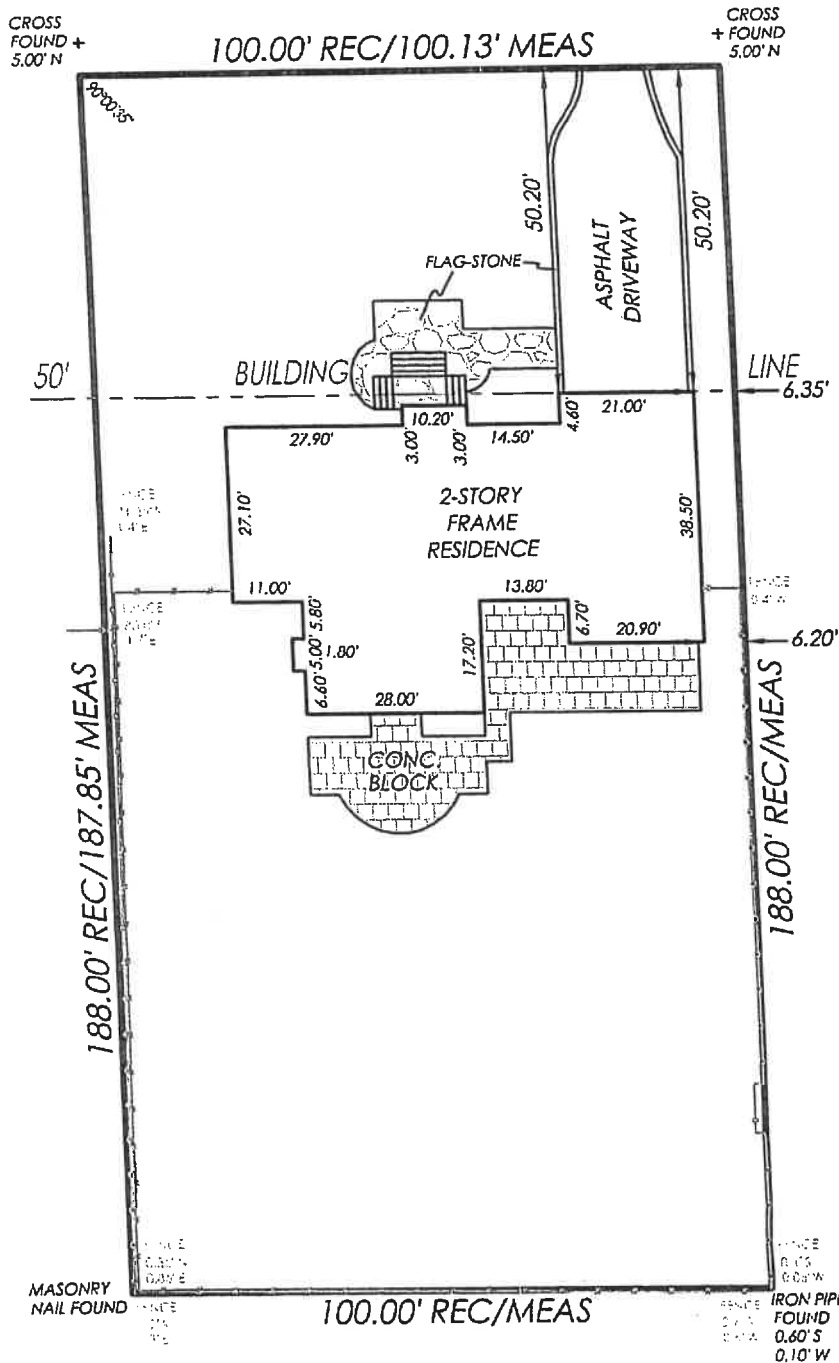 CROSS
FOUND +
5.00' N
100.00' REC/100.13' MEAS
CROSS
+ FOUND
5.00' N
90°00'35"
50.20'
50.20'
ASPHALT
DRIVEWAY
FLAG-STONE
50'
BUILDING
LINE
6.35'
27.90'
3.00'
10.20'
3.00'
14.50'
4.60'
21.00'
27.10'
2-STORY
FRAME
RESIDENCE
38.50'
11.00'
13.80'
FENCE
5.80'
5.00'
1.80'
6.60'
17.20'
6.70'
20.90'
6.20'
28.00'
CONC.
BLOCK
188.00' REC/187.85' MEAS
188.00' REC/MEAS
MASONRY
NAIL FOUND
100.00' REC/MEAS
FENCE
IRON PIPE
FOUND
0.60' S
0.10' W